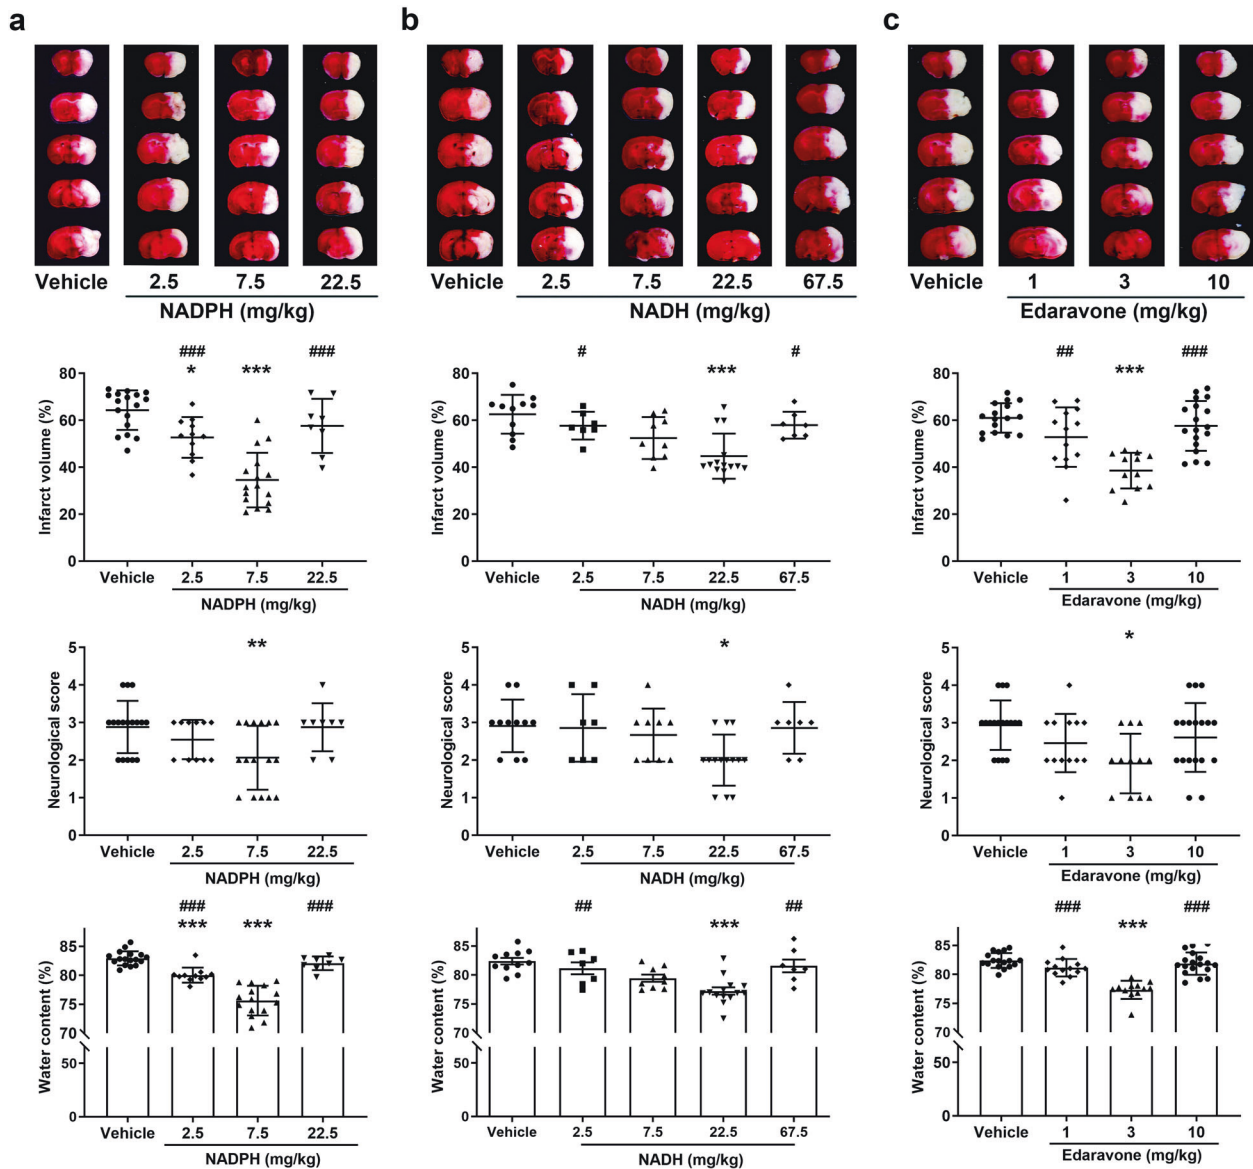 a
b
c
Vehicle 2.5 7.5 22.5
NADPH (mg/kg)
Vehicle 2.5 7.5 22.5 67.5
NADH (mg/kg)
Vehicle 1 3 10
Edaravone (mg/kg)
### ###
* ***
80
60
40
20
0
Infarct volume (%)
Vehicle 2.5 7.5 22.5
NADPH (mg/kg)
# #
***
80
60
40
20
0
Infarct volume (%)
Vehicle 2.5 7.5 22.5 67.5
NADH (mg/kg)
## ###
***
80
60
40
20
0
Infarct volume (%)
Vehicle 1 3 10
Edaravone (mg/kg)
**
5
4
3
2
1
0
Neurological score
Vehicle 2.5 7.5 22.5
NADPH (mg/kg)
*
5
4
3
2
1
0
Neurological score
Vehicle 2.5 7.5 22.5 67.5
NADH (mg/kg)
*
5
4
3
2
1
0
Neurological score
Vehicle 1 3 10
Edaravone (mg/kg)
### ###
*** ***
85
80
75
70
50
0
Water content (%)
Vehicle 2.5 7.5 22.5
NADPH (mg/kg)
## ##
***
85
80
75
70
50
0
Water content (%)
Vehicle 2.5 7.5 22.5 67.5
NADH (mg/kg)
### ###
***
85
80
75
70
50
0
Water content (%)
Vehicle 1 3 10
Edaravone (mg/kg)